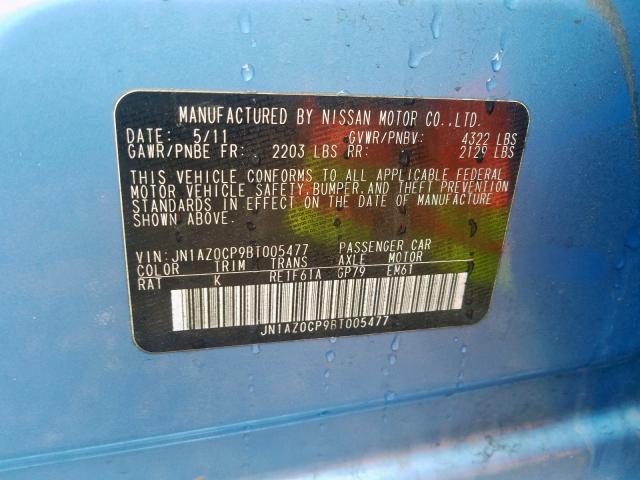 MANUFACTURED BY NISSAN MOTOR CO.,LTD.
DATE: 5/11 GVWR/PNBV: 4322 LBS
GAWR/PNBE FR: 2203 LBS RR: 2129 LBS
THIS VEHICLE CONFORMS TO ALL APPLICABLE FEDERAL
MOTOR VEHICLE SAFETY,BUMPER,AND THEFT PREVENTION
STANDARDS IN EFFECT ON THE DATE OF MANUFACTURE
SHOWN ABOVE.
VIN:JN1AZ0CP9BT005477 PASSENGER CAR
COLOR TRIM TRANS AXLE MOTOR
RAT K RE1F61A GP79 EM61
JN1AZ0CP9BT005477